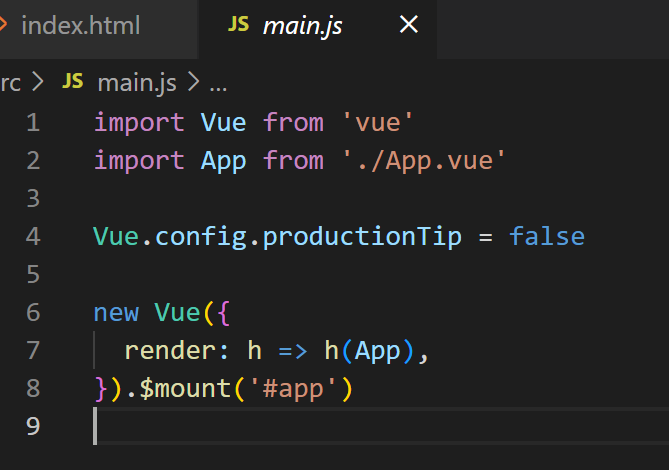 index.html
JS main.js ×
rc > JS main.js > ...
1 import Vue from 'vue'
2 import App from './App.vue'
3
4 Vue.config.productionTip = false
5
6 new Vue({
7   render: h => h(App),
8 }).$mount('#app')
9